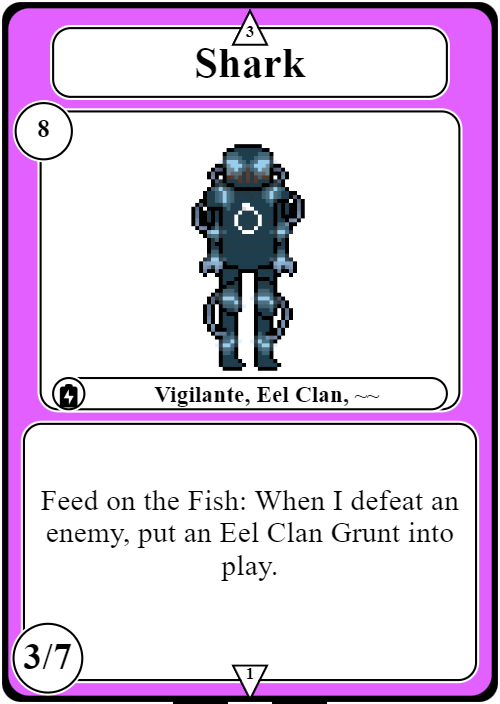 3
Shark
8
Vigilante, Eel Clan, ~~
Feed on the Fish: When I defeat an
enemy, put an Eel Clan Grunt into
play.
3/7
1